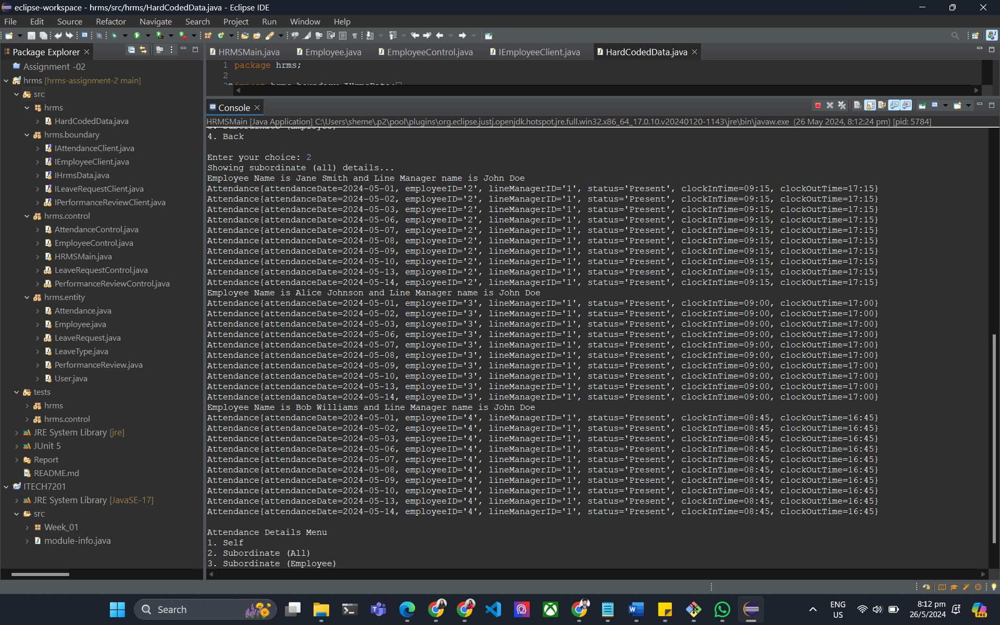 eclipse-workspace - hrms/src/hrms/HardCodedData.java - Eclipse IDE
File Edit Source Refactor Navigate Search Project Run Window Help
Package Explorer
HRMSMain.java Employee.java EmployeeControl.java IEmployeeClient.java HardCodedData.java
Assignment -02
hrms [hrms-assignment-2 main]
src
hrms
HardCodedData.java
hrms.boundary
IAttendanceClient.java
IEmployeeClient.java
IHrmsData.java
ILeaveRequestClient.java
IPerformanceReviewClient.java
hrms.control
AttendanceControl.java
EmployeeControl.java
HRMSMain.java
LeaveRequestControl.java
PerformanceReviewControl.java
hrms.entity
Attendance.java
Employee.java
LeaveRequest.java
LeaveType.java
PerformanceReview.java
User.java
tests
hrms
hrms.control
JRE System Library [jre]
JUnit 5
Report
README.md
ITECH7201
JRE System Library [JavaSE-17]
src
Week_01
module-info.java
1 package hrms;
2
import hrms.boundary.IHrmsData;
Console
HRMSMain [Java Application] C:\Users\sheme\.p2\pool\plugins\org.eclipse.justj.openjdk.hotspot.jre.full.win32.x86_64_17.0.10.v20240120-1143\jre\bin\javaw.exe (26 May 2024, 8:12:24 pm) [pid: 5784]
3. Subordinate (Employee)
4. Back
Enter your choice: 2
Showing subordinate (all) details...
Employee Name is Jane Smith and Line Manager name is John Doe
Attendance{attendanceDate=2024-05-01, employeeID='2', lineManagerID='1', status='Present', clockInTime=09:15, clockOutTime=17:15}
Attendance{attendanceDate=2024-05-02, employeeID='2', lineManagerID='1', status='Present', clockInTime=09:15, clockOutTime=17:15}
Attendance{attendanceDate=2024-05-03, employeeID='2', lineManagerID='1', status='Present', clockInTime=09:15, clockOutTime=17:15}
Attendance{attendanceDate=2024-05-06, employeeID='2', lineManagerID='1', status='Present', clockInTime=09:15, clockOutTime=17:15}
Attendance{attendanceDate=2024-05-07, employeeID='2', lineManagerID='1', status='Present', clockInTime=09:15, clockOutTime=17:15}
Attendance{attendanceDate=2024-05-08, employeeID='2', lineManagerID='1', status='Present', clockInTime=09:15, clockOutTime=17:15}
Attendance{attendanceDate=2024-05-09, employeeID='2', lineManagerID='1', status='Present', clockInTime=09:15, clockOutTime=17:15}
Attendance{attendanceDate=2024-05-10, employeeID='2', lineManagerID='1', status='Present', clockInTime=09:15, clockOutTime=17:15}
Attendance{attendanceDate=2024-05-13, employeeID='2', lineManagerID='1', status='Present', clockInTime=09:15, clockOutTime=17:15}
Attendance{attendanceDate=2024-05-14, employeeID='2', lineManagerID='1', status='Present', clockInTime=09:15, clockOutTime=17:15}
Employee Name is Alice Johnson and Line Manager name is John Doe
Attendance{attendanceDate=2024-05-01, employeeID='3', lineManagerID='1', status='Present', clockInTime=09:00, clockOutTime=17:00}
Attendance{attendanceDate=2024-05-02, employeeID='3', lineManagerID='1', status='Present', clockInTime=09:00, clockOutTime=17:00}
Attendance{attendanceDate=2024-05-03, employeeID='3', lineManagerID='1', status='Present', clockInTime=09:00, clockOutTime=17:00}
Attendance{attendanceDate=2024-05-06, employeeID='3', lineManagerID='1', status='Present', clockInTime=09:00, clockOutTime=17:00}
Attendance{attendanceDate=2024-05-07, employeeID='3', lineManagerID='1', status='Present', clockInTime=09:00, clockOutTime=17:00}
Attendance{attendanceDate=2024-05-08, employeeID='3', lineManagerID='1', status='Present', clockInTime=09:00, clockOutTime=17:00}
Attendance{attendanceDate=2024-05-09, employeeID='3', lineManagerID='1', status='Present', clockInTime=09:00, clockOutTime=17:00}
Attendance{attendanceDate=2024-05-10, employeeID='3', lineManagerID='1', status='Present', clockInTime=09:00, clockOutTime=17:00}
Attendance{attendanceDate=2024-05-13, employeeID='3', lineManagerID='1', status='Present', clockInTime=09:00, clockOutTime=17:00}
Attendance{attendanceDate=2024-05-14, employeeID='3', lineManagerID='1', status='Present', clockInTime=09:00, clockOutTime=17:00}
Employee Name is Bob Williams and Line Manager name is John Doe
Attendance{attendanceDate=2024-05-01, employeeID='4', lineManagerID='1', status='Present', clockInTime=08:45, clockOutTime=16:45}
Attendance{attendanceDate=2024-05-02, employeeID='4', lineManagerID='1', status='Present', clockInTime=08:45, clockOutTime=16:45}
Attendance{attendanceDate=2024-05-03, employeeID='4', lineManagerID='1', status='Present', clockInTime=08:45, clockOutTime=16:45}
Attendance{attendanceDate=2024-05-06, employeeID='4', lineManagerID='1', status='Present', clockInTime=08:45, clockOutTime=16:45}
Attendance{attendanceDate=2024-05-07, employeeID='4', lineManagerID='1', status='Present', clockInTime=08:45, clockOutTime=16:45}
Attendance{attendanceDate=2024-05-08, employeeID='4', lineManagerID='1', status='Present', clockInTime=08:45, clockOutTime=16:45}
Attendance{attendanceDate=2024-05-09, employeeID='4', lineManagerID='1', status='Present', clockInTime=08:45, clockOutTime=16:45}
Attendance{attendanceDate=2024-05-10, employeeID='4', lineManagerID='1', status='Present', clockInTime=08:45, clockOutTime=16:45}
Attendance{attendanceDate=2024-05-13, employeeID='4', lineManagerID='1', status='Present', clockInTime=08:45, clockOutTime=16:45}
Attendance{attendanceDate=2024-05-14, employeeID='4', lineManagerID='1', status='Present', clockInTime=08:45, clockOutTime=16:45}
Attendance Details Menu
1. Self
2. Subordinate (All)
3. Subordinate (Employee)
Search
ENG
US
8:12 pm
26/5/2024
PRE